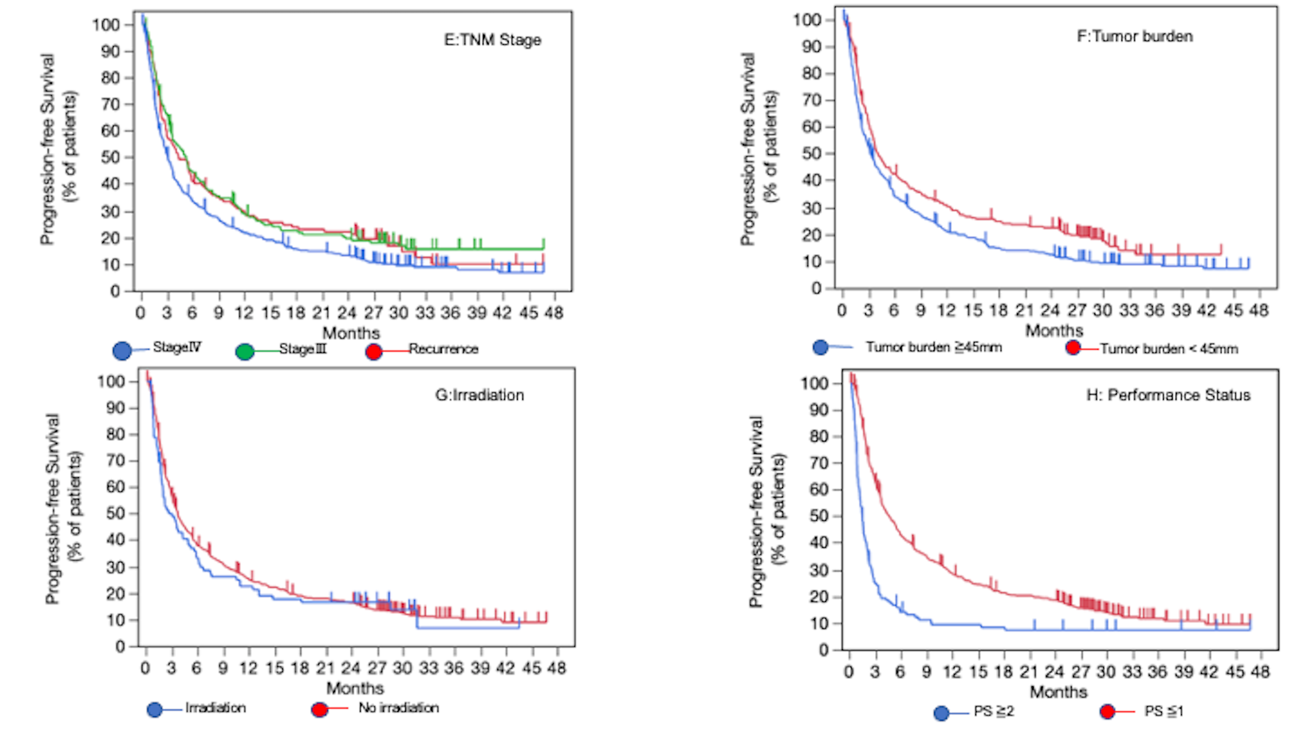 E:TNM Stage
Progression-free Survival
(% of patients)
100
90
80
70
60
50
40
30
20
10
0
0 3 6 9 12 15 18 21 24 27 30 33 36 39 42 45 48
Months
StageⅣ StageⅢ Recurrence
F:Tumor burden
Progression-free Survival
(% of patients)
100
90
80
70
60
50
40
30
20
10
0
0 3 6 9 12 15 18 21 24 27 30 33 36 39 42 45 48
Months
Tumor burden ≧45mm Tumor burden < 45mm
G:Irradiation
Progression-free Survival
(% of patients)
100
90
80
70
60
50
40
30
20
10
0
0 3 6 9 12 15 18 21 24 27 30 33 36 39 42 45 48
Months
Irradiation No irradiation
H: Performance Status
Progression-free Survival
(% of patients)
100
90
80
70
60
50
40
30
20
10
0
0 3 6 9 12 15 18 21 24 27 30 33 36 39 42 45 48
Months
PS ≧2 PS ≦1